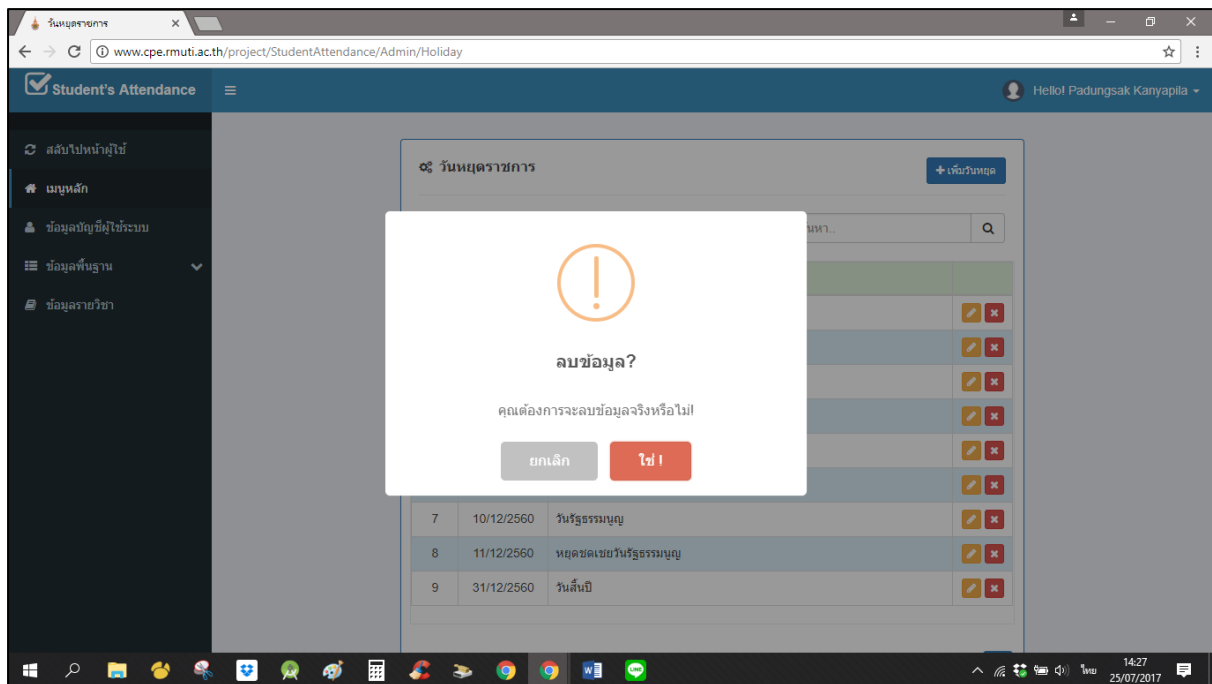 วันหยุดราชการ
www.cpe.rmuti.ac.th/project/StudentAttendance/Admin/Holiday
Student's Attendance
Hello! Padungsak Kanyapila
สลับไปหน้าผู้ใช้
เมนูหลัก
ข้อมูลบัญชีผู้ใช้ระบบ
ข้อมูลพื้นฐาน
ข้อมูลรายวิชา
วันหยุดราชการ
+ เพิ่มวันหยุด
นหา...
ลบข้อมูล?
คุณต้องการจะลบข้อมูลจริงหรือไม่!
ยกเลิก
ใช่ !
7 10/12/2560 วันรัฐธรรมนูญ
8 11/12/2560 หยุดชดเชยวันรัฐธรรมนูญ
9 31/12/2560 วันสิ้นปี
LINE
ไทย
14:27
25/07/2017